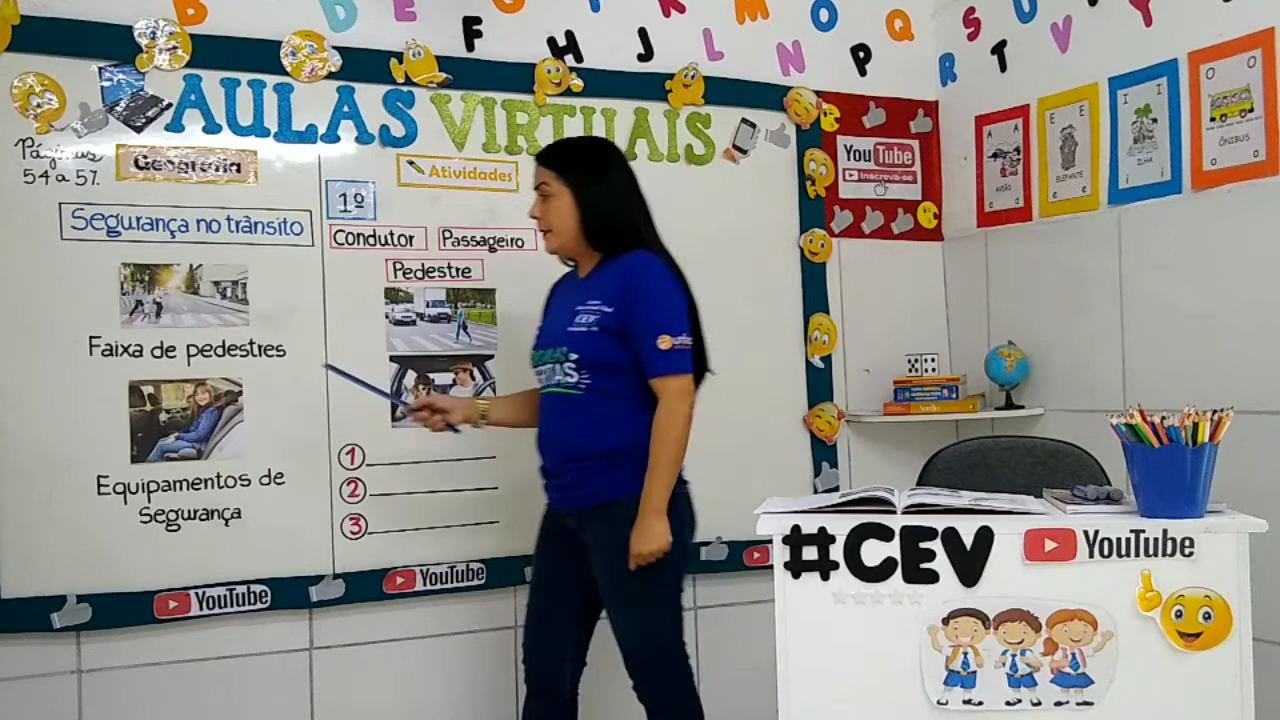 B D E
F H J L M N O P Q
R S T U V
AULAS VIRTUAIS
Páginas
54 a 57.
Geografia
Segurança no trânsito
Faixa de pedestres
Equipamentos de
Segurança
Atividades
1º
Condutor Passageiro
Pedestre
1
2
3
YouTube
Inscreva-se
A A
AVIÃO
a a
E E
ELEFANTE
e e
I I
ILHA
i i
O O
ÔNIBUS
o o
CEV
YouTube
YouTube
#CEV
YouTube